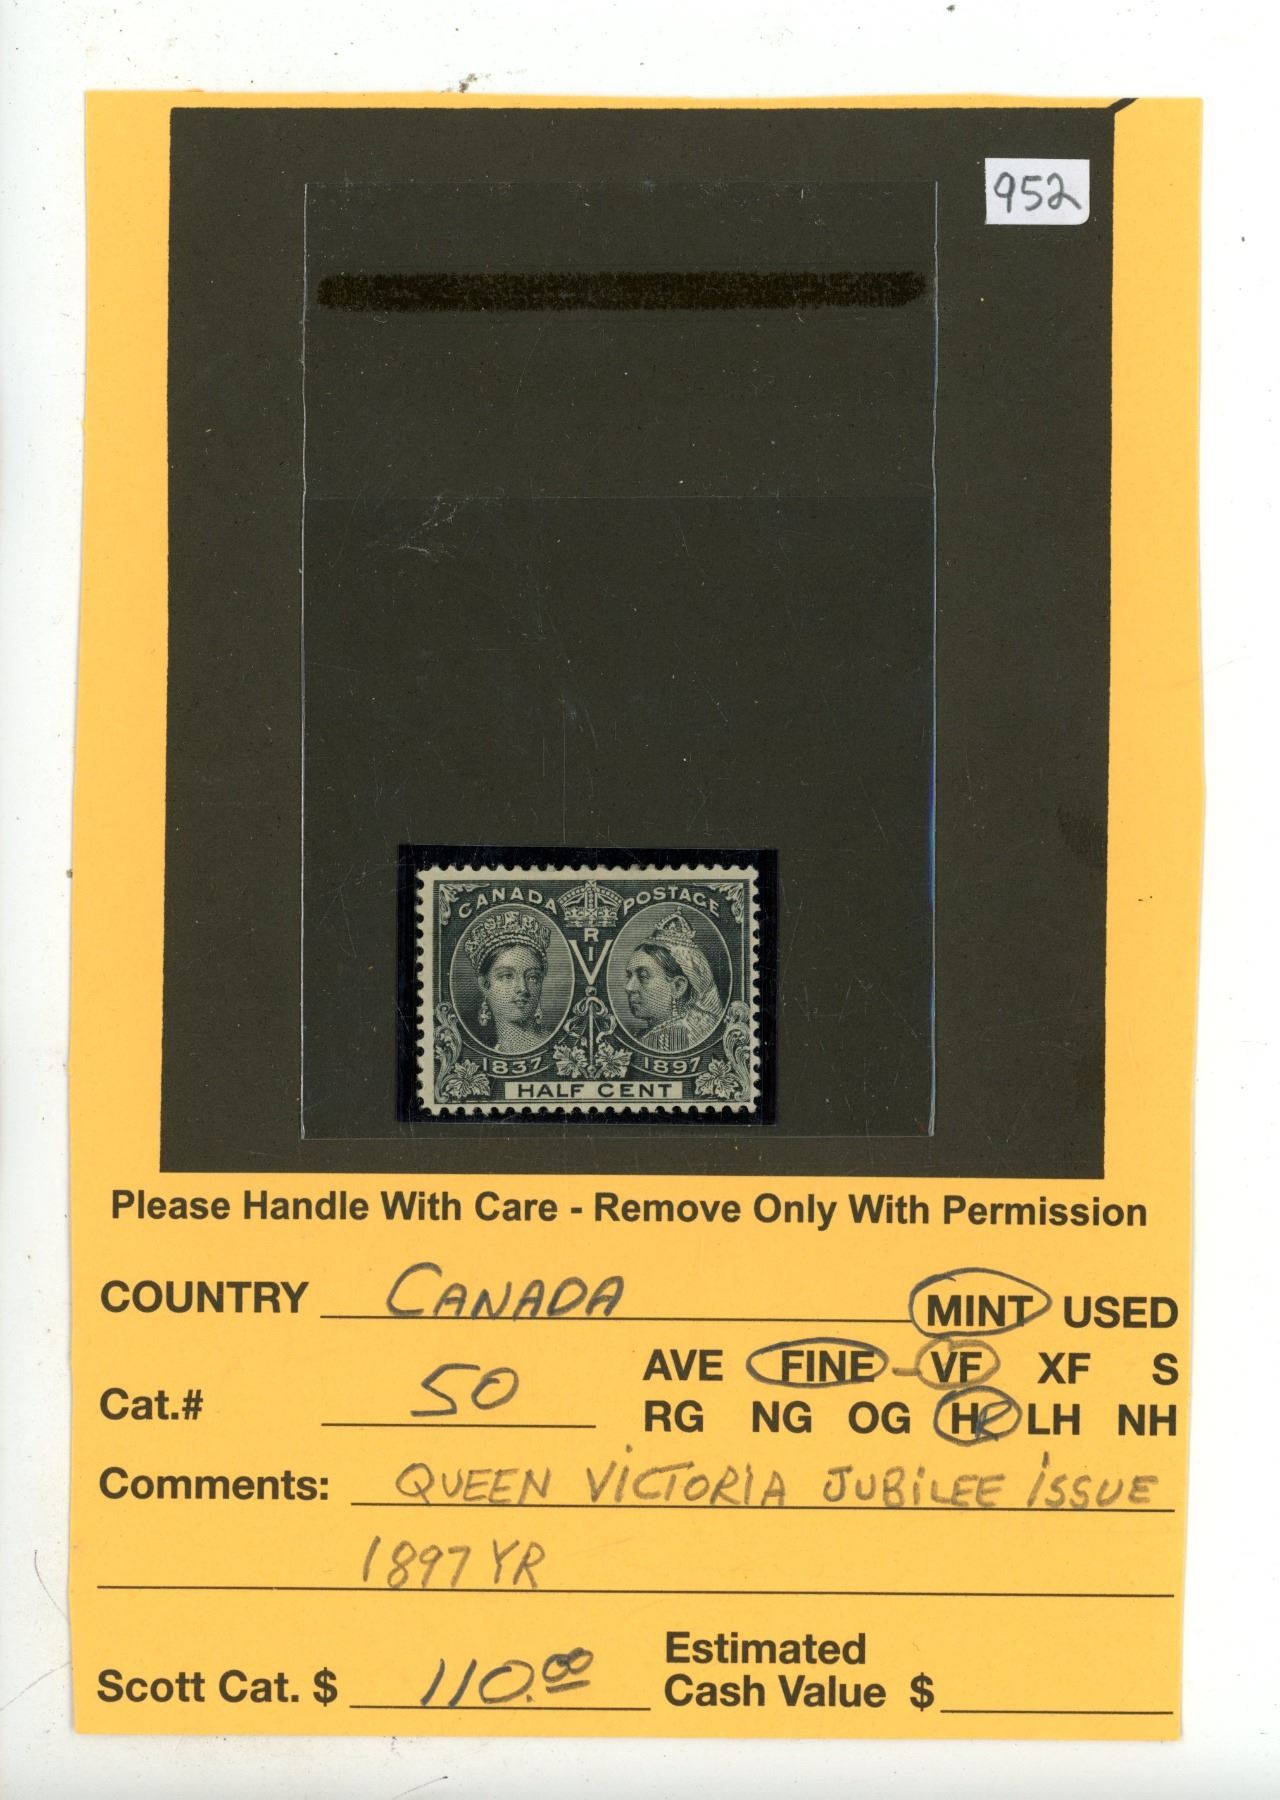 952
CANADA POSTAGE
V R I
1837 1897
HALF CENT
Please Handle With Care - Remove Only With Permission
COUNTRY CANADA MINT USED
AVE FINE - VF XF S
Cat.# 50
RG NG OG HR LH NH
Comments: QUEEN VICTORIA JUBILEE ISSUE
1897 YR
Scott Cat. $ 110.00
Estimated
Cash Value $